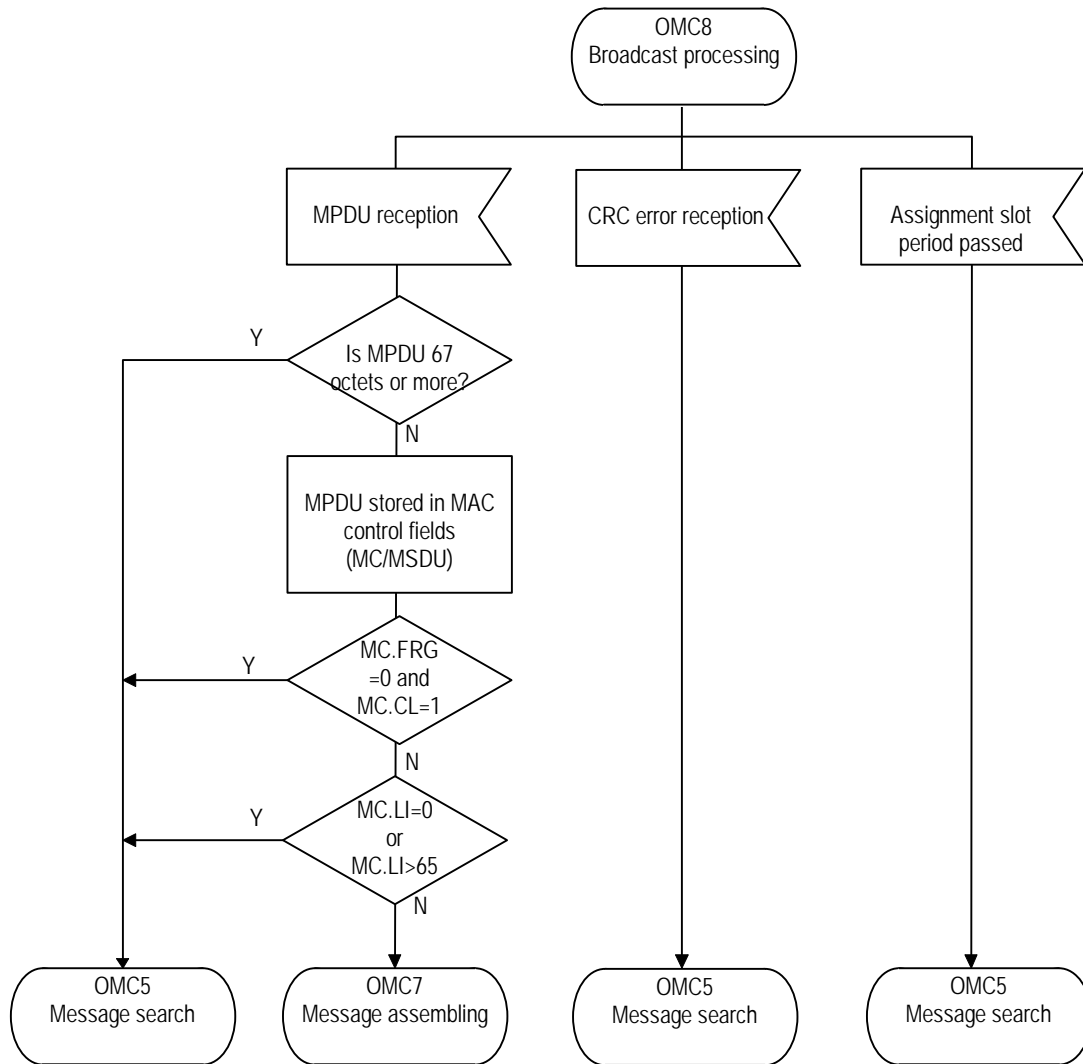 OMC8
Broadcast processing
MPDU reception
CRC error reception
Assignment slot
period passed
Y
Is MPDU 67
octets or more?
N
MPDU stored in MAC
control fields
(MC/MSDU)
Y
MC.FRG
=0 and
MC.CL=1
N
Y
MC.LI=0
or
MC.LI>65
N
OMC5
Message search
OMC7
Message assembling
OMC5
Message search
OMC5
Message search